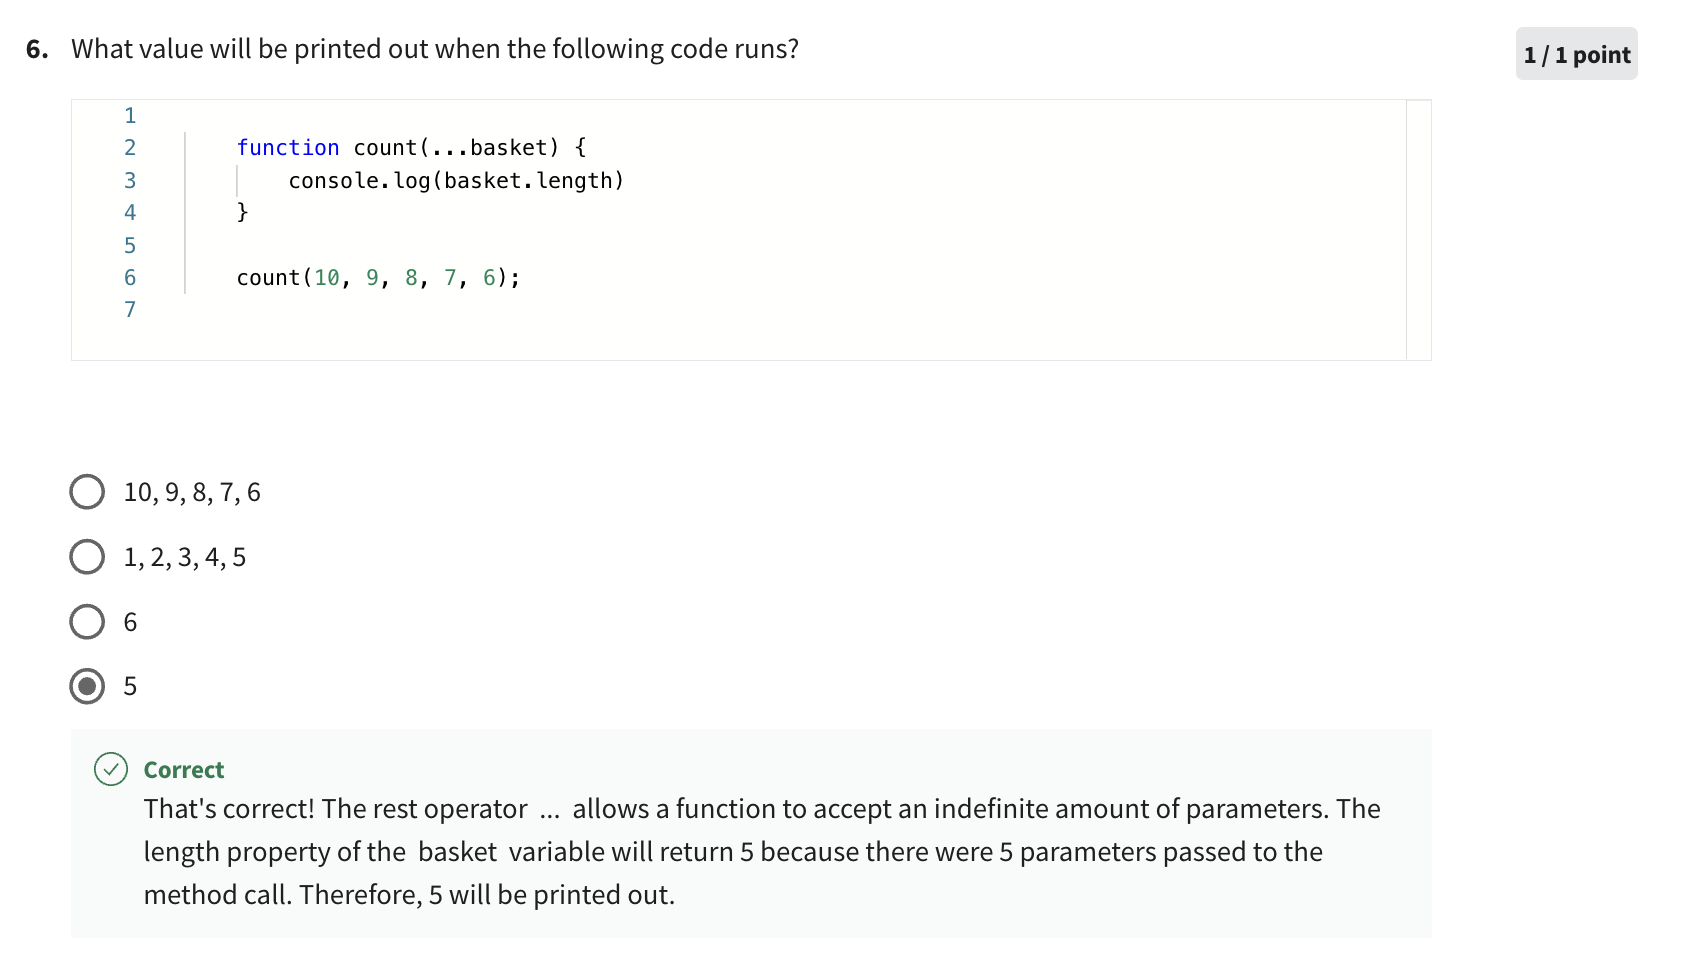 6. What value will be printed out when the following code runs?
1 / 1 point
1
2 function count(...basket) {
3 console.log(basket.length)
4 }
5
6 count(10, 9, 8, 7, 6);
7
10, 9, 8, 7, 6
1, 2, 3, 4, 5
6
5
Correct
That's correct! The rest operator ... allows a function to accept an indefinite amount of parameters. The
length property of the basket variable will return 5 because there were 5 parameters passed to the
method call. Therefore, 5 will be printed out.